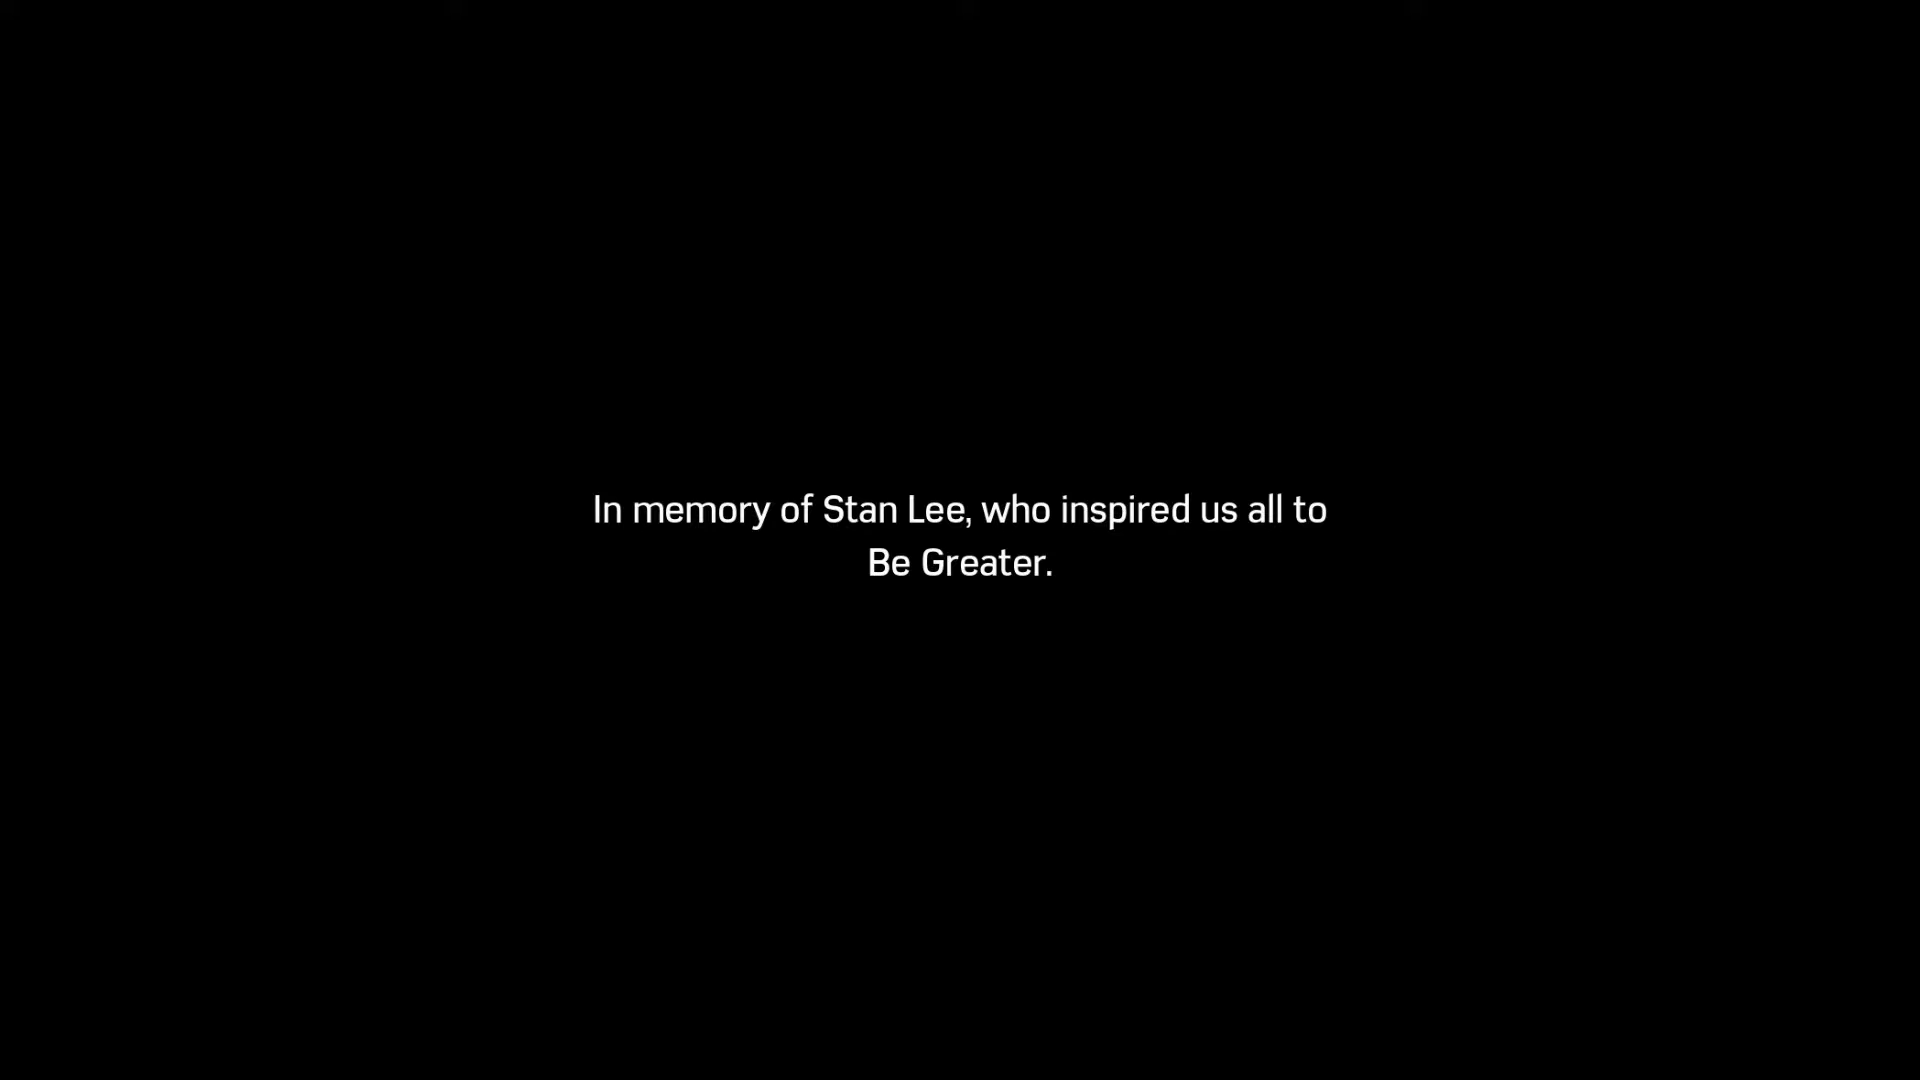 In memory of Stan Lee, who inspired us all to
Be Greater.